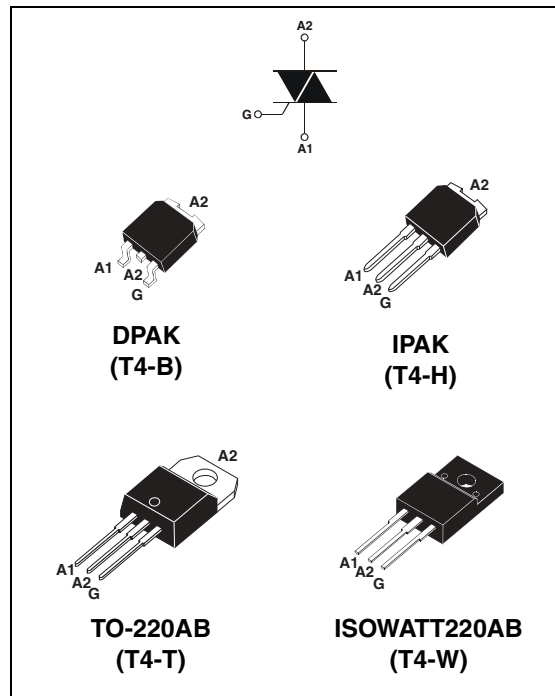 A2
G
A1
A2
A1
A2
G
DPAK
(T4-B)
A2
A1
A2
G
IPAK
(T4-H)
A2
A1
A2
G
TO-220AB
(T4-T)
A1
A2
G
ISOWATT220AB
(T4-W)